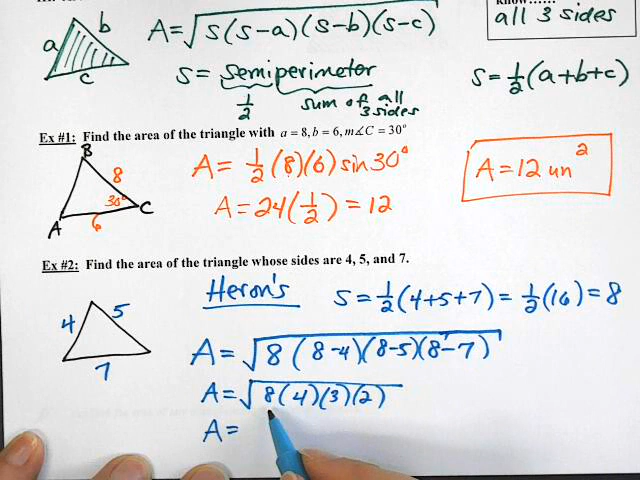 know......
all 3 sides
a b c
A = √s(s-a)(s-b)(s-c)
s = semiperimeter
1/2 sum of all 3 sides
s = 1/2(a+b+c)
Ex #1: Find the area of the triangle with a = 8, b = 6, m∠C = 30°
B
8
30°
C
A
6
A = 1/2(8)(6) sin 30°
A = 24(1/2) = 12
A = 12 un²
Ex #2: Find the area of the triangle whose sides are 4, 5, and 7.
Heron's
s = 1/2(4+5+7) = 1/2(16) = 8
4 5
7
A = √8(8-4)(8-5)(8-7)
A = √8(4)(3)(2)
A =